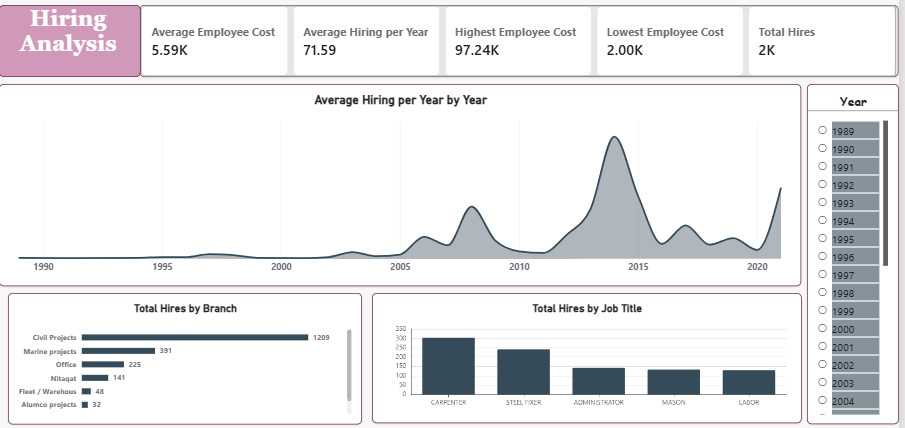 Hiring
Analysis
Average Employee Cost
5.59K
Average Hiring per Year
71.59
Highest Employee Cost
97.24K
Lowest Employee Cost
2.00K
Total Hires
2K
Average Hiring per Year by Year
1990 1995 2000 2005 2010 2015 2020
Year
1989
1990
1991
1992
1993
1994
1995
1996
1997
1998
1999
2000
2001
2002
2003
2004
Total Hires by Branch
Civil Projects 1209
Marine projects 391
Office 225
Nitaqat 141
Fleet / Warehous 48
Alumco projects 32
Total Hires by Job Title
350
300
250
200
150
100
50
0
CARPENTER STEEL FIXER ADMINISTRATOR MASON LABOR